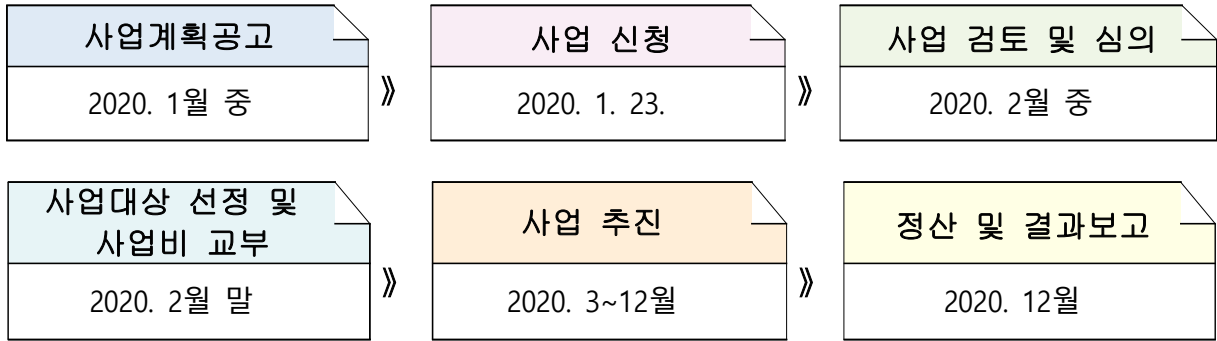 사업계획공고
2020. 1월 중
》
사업 신청
2020. 1. 23.
》
사업 검토 및 심의
2020. 2월 중
사업대상 선정 및
사업비 교부
2020. 2월 말
》
사업 추진
2020. 3~12월
》
정산 및 결과보고
2020. 12월